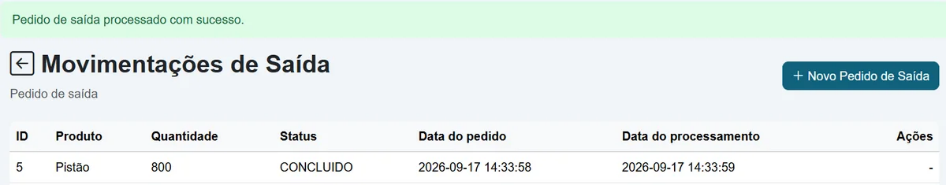 Pedido de saída processado com sucesso.
Movimentações de Saída
Pedido de saída
+ Novo Pedido de Saída
ID Produto Quantidade Status Data do pedido Data do processamento Ações
5 Pistão 800 CONCLUIDO 2026-09-17 14:33:58 2026-09-17 14:33:59 -